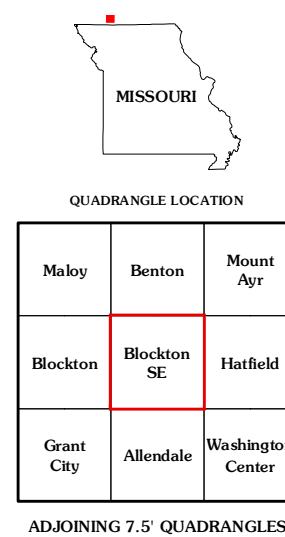 MISSOURI
QUADRANGLE LOCATION
Maloy
Benton
Mount
Ayr
Blockton
Blockton
SE
Hatfield
Grant
City
Allendale
Washington
Center
ADJOINING 7.5' QUADRANGLES